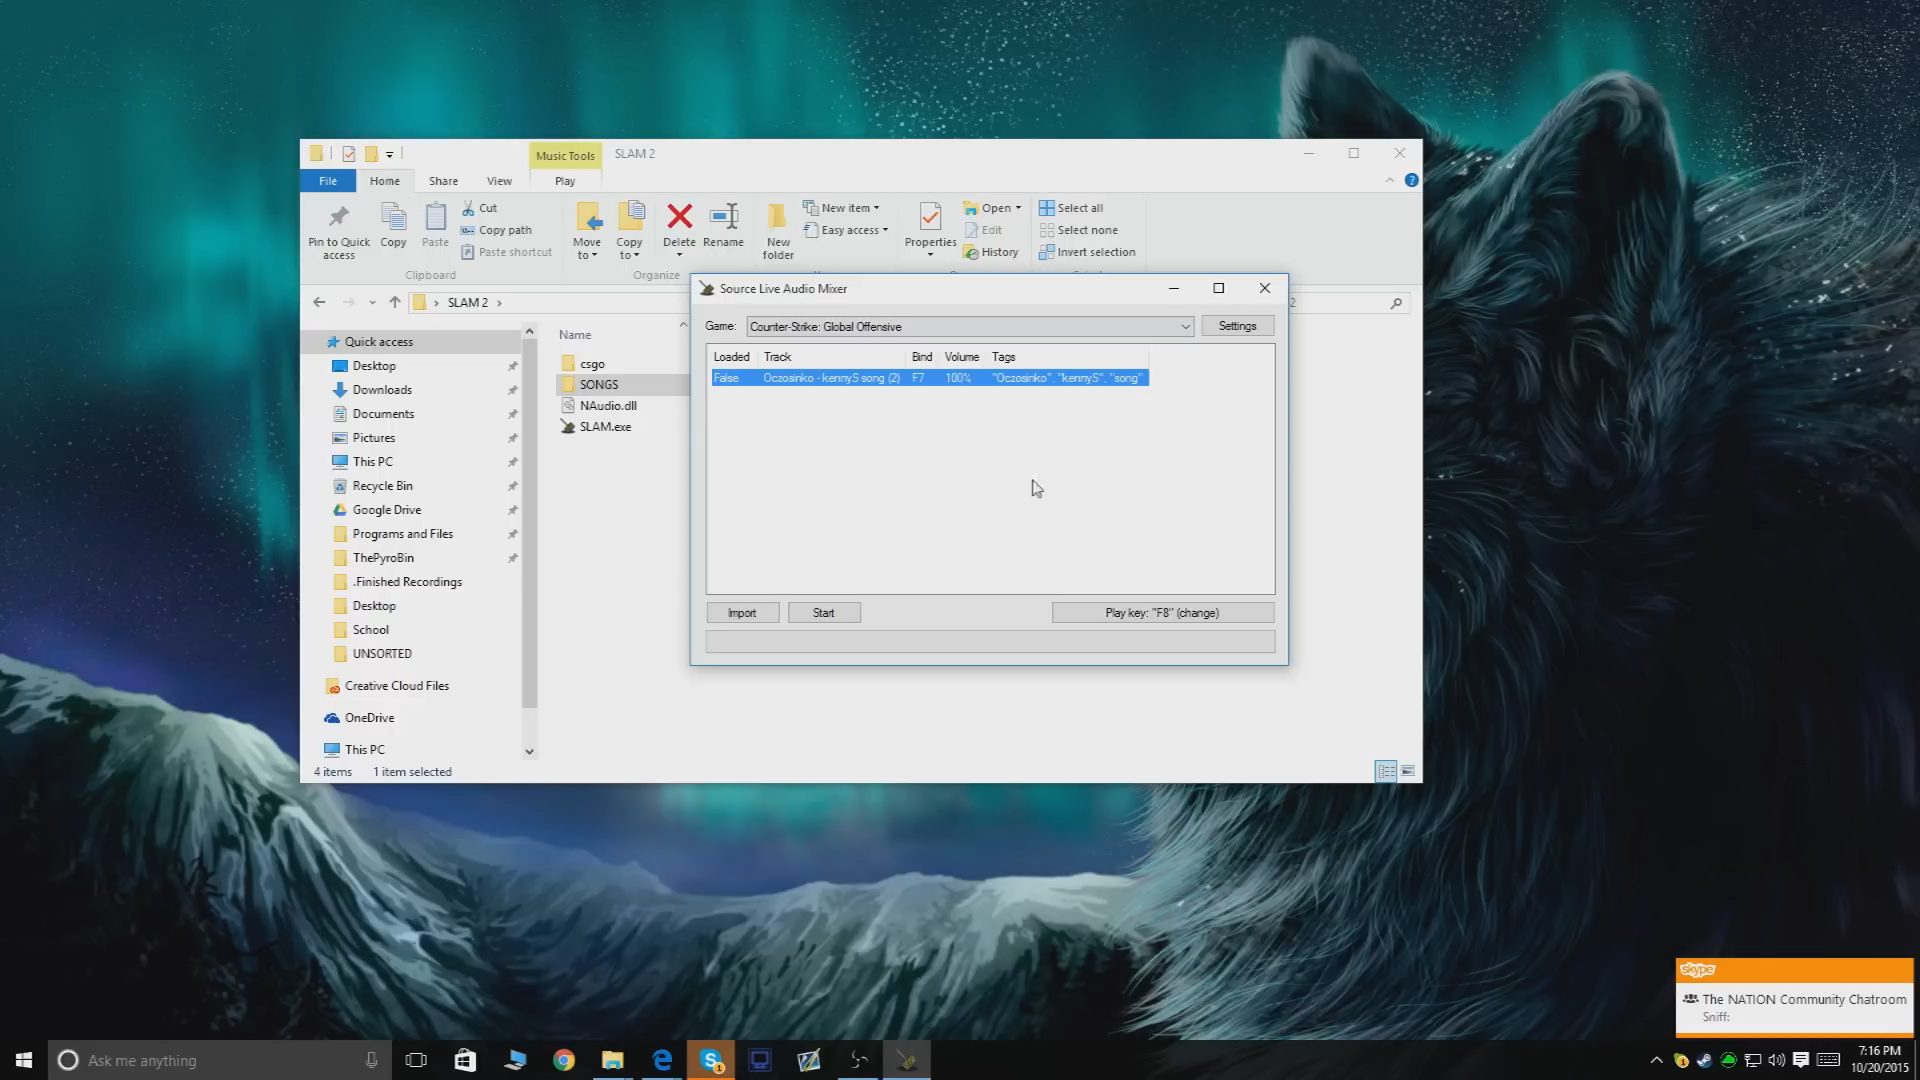 Music Tools
SLAM 2
File
Home
Share
View
Play
Pin to Quick
access
Copy
Paste
Cut
Copy path
Paste shortcut
Move
to
Copy
to
Delete
Rename
New
folder
New item
Easy access
Properties
Open
Edit
History
Select all
Select none
Invert selection
Clipboard
Organize
SLAM 2
2
Quick access
Desktop
Downloads
Documents
Pictures
This PC
Recycle Bin
Google Drive
Programs and Files
ThePyroBin
.Finished Recordings
Desktop
School
UNSORTED
Creative Cloud Files
OneDrive
This PC
4 items
1 item selected
Name
csgo
SONGS
NAudio.dll
SLAM.exe
Source Live Audio Mixer
Game:
Counter-Strike: Global Offensive
Settings
Loaded Track Bind Volume Tags
False Oczosinko - kennyS song (2) F7 100% "Oczosinko", "kennyS", "song"
Import
Start
Play key: "F8" (change)
skype
The NATION Community Chatroom
Sniff:
Ask me anything
7:16 PM
10/20/2015